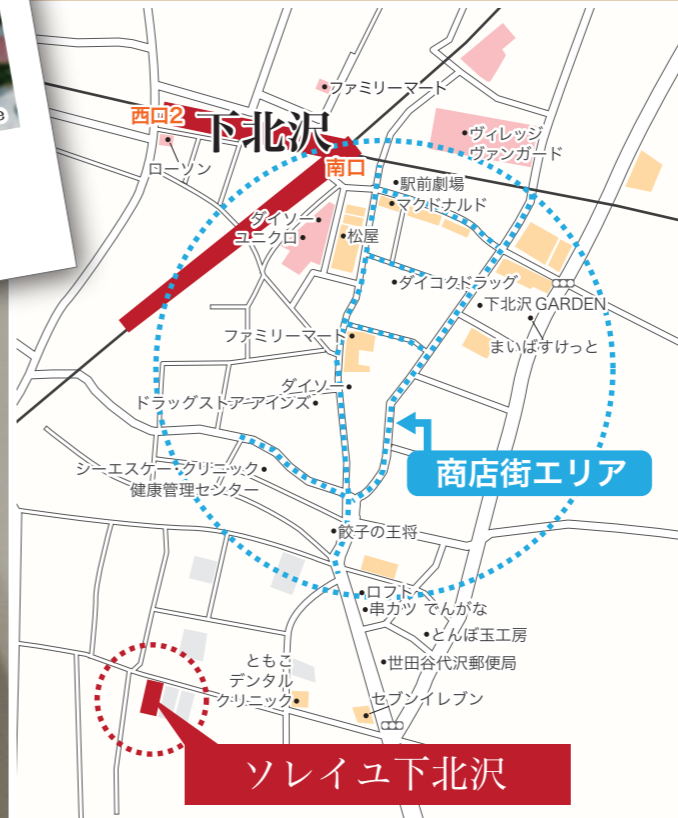 e
ファミリーマート
西口2
下北沢
ヴィレッジ
ヴァンガード
ローソン
南口
駅前劇場
マクドナルド
ダイソー
ユニクロ
松屋
ダイコクドラッグ
下北沢GARDEN
まいばすけっと
ファミリーマート
ダイソー
ドラッグストアアインズ
商店街エリア
シーエスケー・クリニック
健康管理センター
餃子の王将
ロフト
串カツ でんがな
とんぼ玉工房
世田谷代沢郵便局
ともこ
デンタル
クリニック
セブンイレブン
ソレイユ下北沢